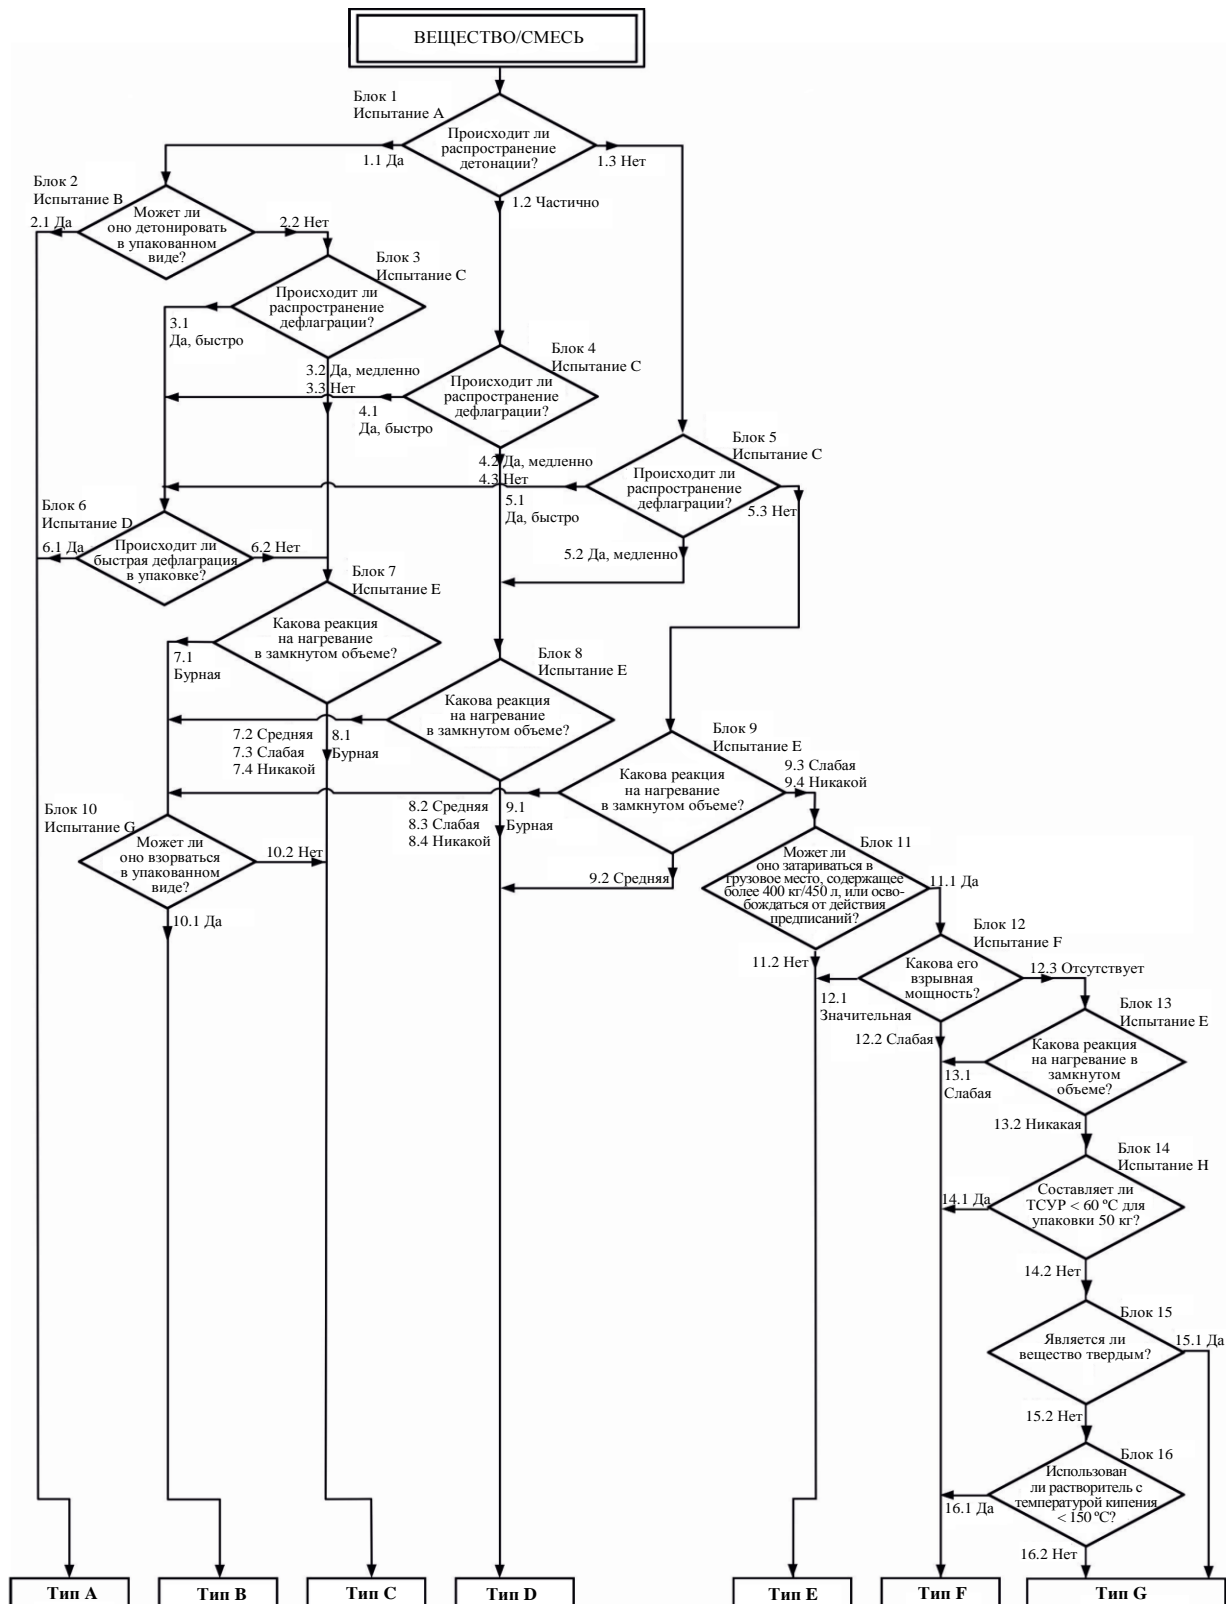 ВЕЩЕСТВО/СМЕСЬ
Блок 1
Испытание A
Происходит ли
распространение
детонации?
1.1 Да
1.3 Нет
1.2 Частично
Блок 2
Испытание B
Может ли
оно детонировать
в упакованном
виде?
2.1 Да
2.2 Нет
Блок 3
Испытание C
Происходит ли
распространение
дефлаграции?
3.1
Да, быстро
3.2 Да, медленно
3.3 Нет
Блок 4
Испытание C
Происходит ли
распространение
дефлаграции?
4.1
Да, быстро
4.2 Да, медленно
4.3 Нет
Блок 5
Испытание C
Происходит ли
распространение
дефлаграции?
5.1
Да, быстро
5.3 Нет
5.2 Да, медленно
Блок 6
Испытание D
Происходит ли
быстрая дефлаграция
в упаковке?
6.1 Да
6.2 Нет
Блок 7
Испытание E
Какова реакция
на нагревание
в замкнутом объеме?
7.1
Бурная
7.2 Средняя
7.3 Слабая
7.4 Никакой
Блок 8
Испытание E
Какова реакция
на нагревание
в замкнутом объеме?
8.1
Бурная
8.2 Средняя
8.3 Слабая
8.4 Никакой
Блок 9
Испытание E
Какова реакция
на нагревание
в замкнутом объеме?
9.3 Слабая
9.4 Никакой
9.1
Бурная
9.2 Средняя
Блок 10
Испытание G
Может ли
оно взорваться
в упакованном
виде?
10.2 Нет
10.1 Да
Блок 11
Может ли
оно затариваться в
грузовое место, содержащее
более 400 кг/450 л, или осво-
бождаться от действия
предписаний?
11.1 Да
11.2 Нет
Блок 12
Испытание F
Какова его
взрывная
мощность?
12.3 Отсутствует
12.1
Значительная
12.2 Слабая
Блок 13
Испытание E
Какова реакция
на нагревание в
замкнутом
объеме?
13.1
Слабая
13.2 Никакая
Блок 14
Испытание H
Составляет ли
ТСУР < 60 ºC для
упаковки 50 кг?
14.1 Да
14.2 Нет
Блок 15
Является ли
вещество твердым?
15.1 Да
15.2 Нет
Блок 16
Использован
ли растворитель с
температурой кипения
< 150 ºC?
16.1 Да
16.2 Нет
Тип A
Тип B
Тип C
Тип D
Тип E
Тип F
Тип G